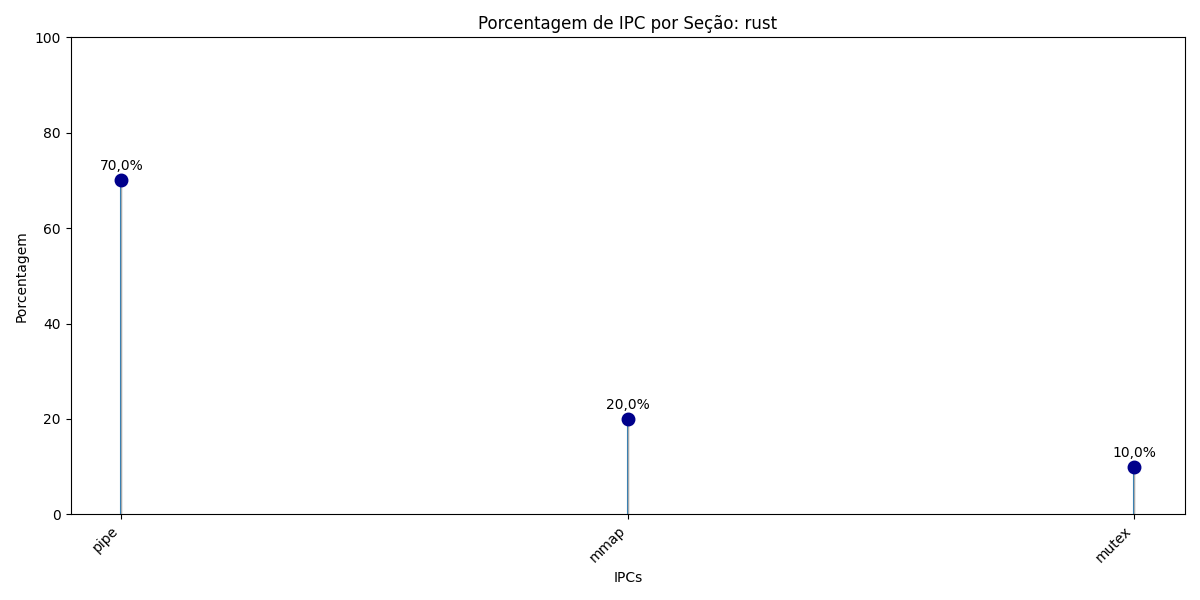 Porcentagem de IPC por Seção: rust
100
80
60
40
20
0
Porcentagem
70,0%
20,0%
10,0%
pipe
mmap
mutex
IPCs